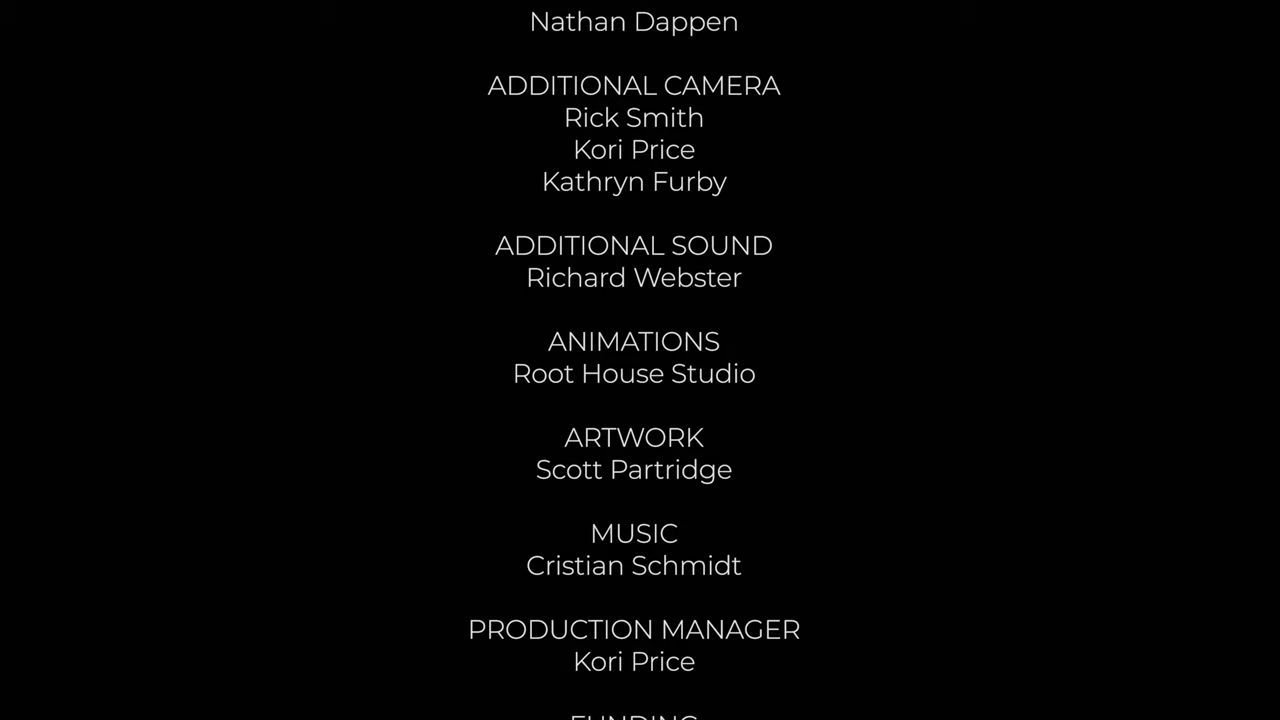 Nathan Dappen
ADDITIONAL CAMERA
Rick Smith
Kori Price
Kathryn Furby
ADDITIONAL SOUND
Richard Webster
ANIMATIONS
Root House Studio
ARTWORK
Scott Partridge
MUSIC
Cristian Schmidt
PRODUCTION MANAGER
Kori Price
FUNDING